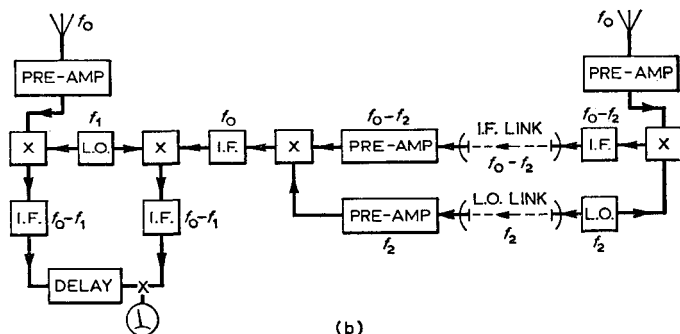 f₀
f₀
PRE-AMP
PRE-AMP
f₁
f₀
f₀-f₂
I.F. LINK
f₀-f₂
X
L.O.
X
I.F.
X
PRE-AMP
f₀-f₂
I.F.
X
I.F.
f₀-f₁
I.F.
f₀-f₁
PRE-AMP
f₂
L.O. LINK
f₂
L.O.
f₂
DELAY
X
(b)